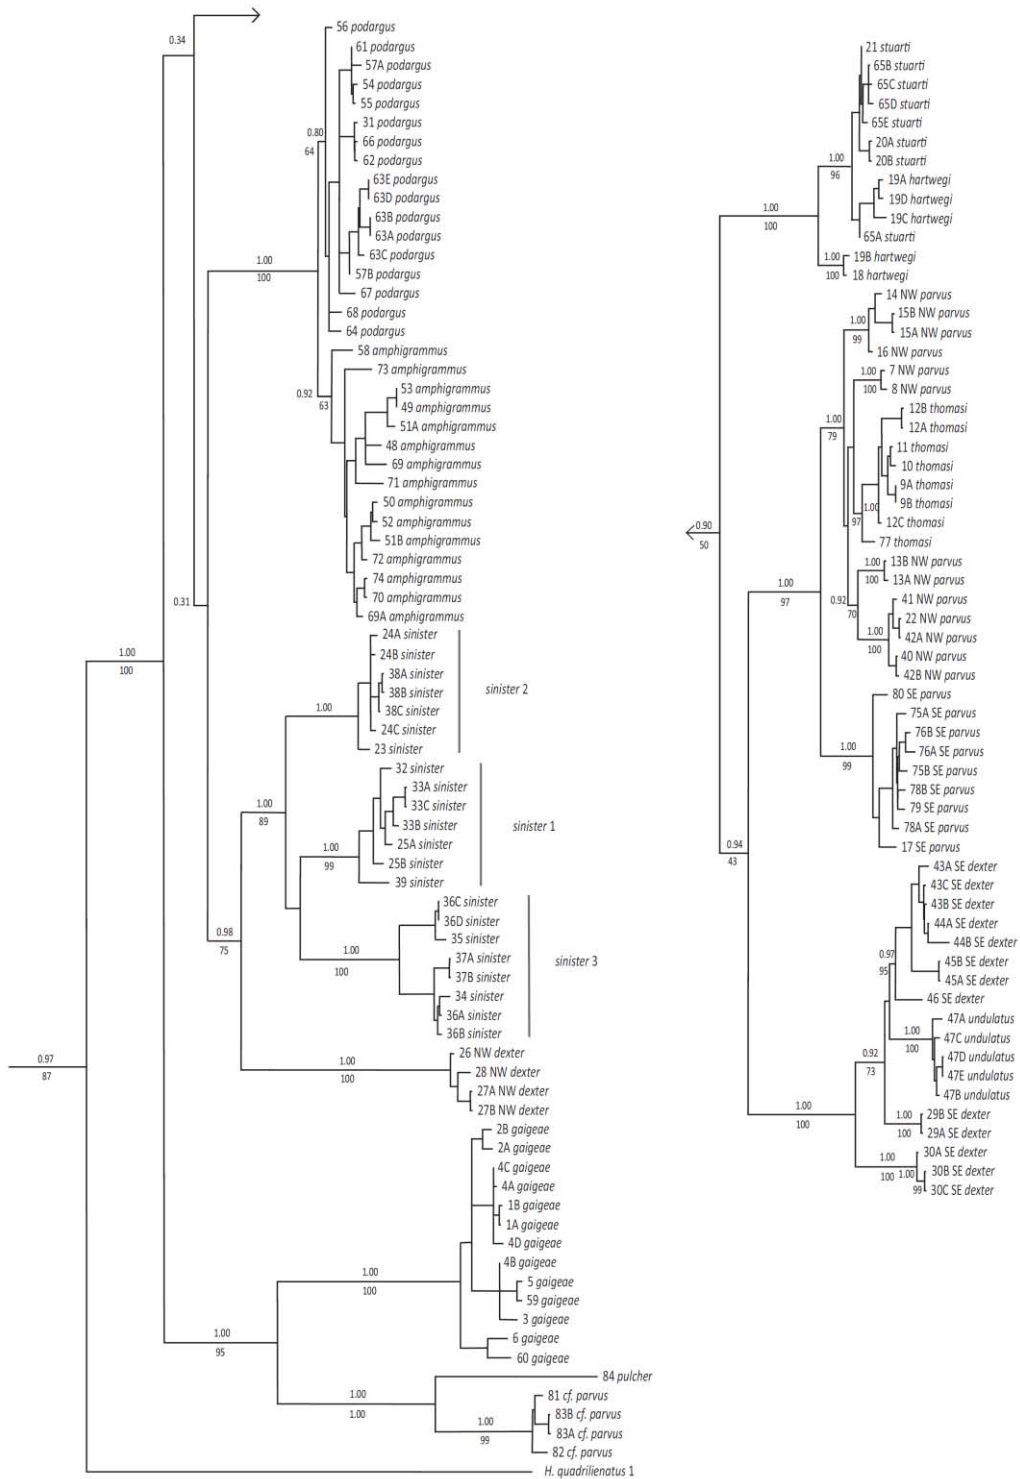 0.34
56 podargus
61 podargus
57A podargus
54 podargus
55 podargus
0.80
64
31 podargus
66 podargus
62 podargus
63E podargus
63D podargus
63B podargus
63A podargus
63C podargus
1.00
100
57B podargus
67 podargus
68 podargus
64 podargus
58 amphigrammus
73 amphigrammus
0.92
63
53 amphigrammus
49 amphigrammus
51A amphigrammus
48 amphigrammus
69 amphigrammus
71 amphigrammus
50 amphigrammus
52 amphigrammus
51B amphigrammus
72 amphigrammus
74 amphigrammus
70 amphigrammus
69A amphigrammus
0.31
1.00
100
24A sinister
24B sinister
38A sinister
38B sinister
38C sinister
24C sinister
23 sinister
sinister 2
1.00
32 sinister
33A sinister
33C sinister
33B sinister
25A sinister
25B sinister
39 sinister
sinister 1
1.00
89
1.00
99
36C sinister
36D sinister
35 sinister
37A sinister
37B sinister
34 sinister
36A sinister
36B sinister
sinister 3
0.98
75
1.00
100
26 NW dexter
28 NW dexter
27A NW dexter
27B NW dexter
1.00
100
0.97
87
2B gaigeae
2A gaigeae
4C gaigeae
4A gaigeae
1B gaigeae
1A gaigeae
4D gaigeae
4B gaigeae
5 gaigeae
59 gaigeae
3 gaigeae
6 gaigeae
60 gaigeae
1.00
100
1.00
95
84 pulcher
81 cf. parvus
83B cf. parvus
83A cf. parvus
82 cf. parvus
1.00
1.00
1.00
99
H. quadrilienatus 1
21 stuarti
65B stuarti
65C stuarti
65D stuarti
65E stuarti
20A stuarti
20B stuarti
1.00
96
19A hartwegi
19D hartwegi
19C hartwegi
65A stuarti
1.00
100
19B hartwegi
18 hartwegi
1.00
100
14 NW parvus
15B NW parvus
15A NW parvus
16 NW parvus
1.00
99
7 NW parvus
8 NW parvus
1.00
100
12B thomasi
12A thomasi
11 thomasi
10 thomasi
9A thomasi
9B thomasi
12C thomasi
77 thomasi
1.00
79
1.00
97
0.90
50
13B NW parvus
13A NW parvus
1.00
100
41 NW parvus
22 NW parvus
42A NW parvus
40 NW parvus
42B NW parvus
1.00
97
0.92
70
1.00
100
80 SE parvus
75A SE parvus
76B SE parvus
76A SE parvus
75B SE parvus
78B SE parvus
79 SE parvus
78A SE parvus
17 SE parvus
1.00
99
0.94
43
43A SE dexter
43C SE dexter
43B SE dexter
44A SE dexter
44B SE dexter
45B SE dexter
45A SE dexter
46 SE dexter
0.97
95
47A undulatus
47C undulatus
47D undulatus
47E undulatus
47B undulatus
1.00
100
0.92
73
29B SE dexter
29A SE dexter
1.00
100
1.00
100
30A SE dexter
30B SE dexter
30C SE dexter
1.00
100
1.00
99